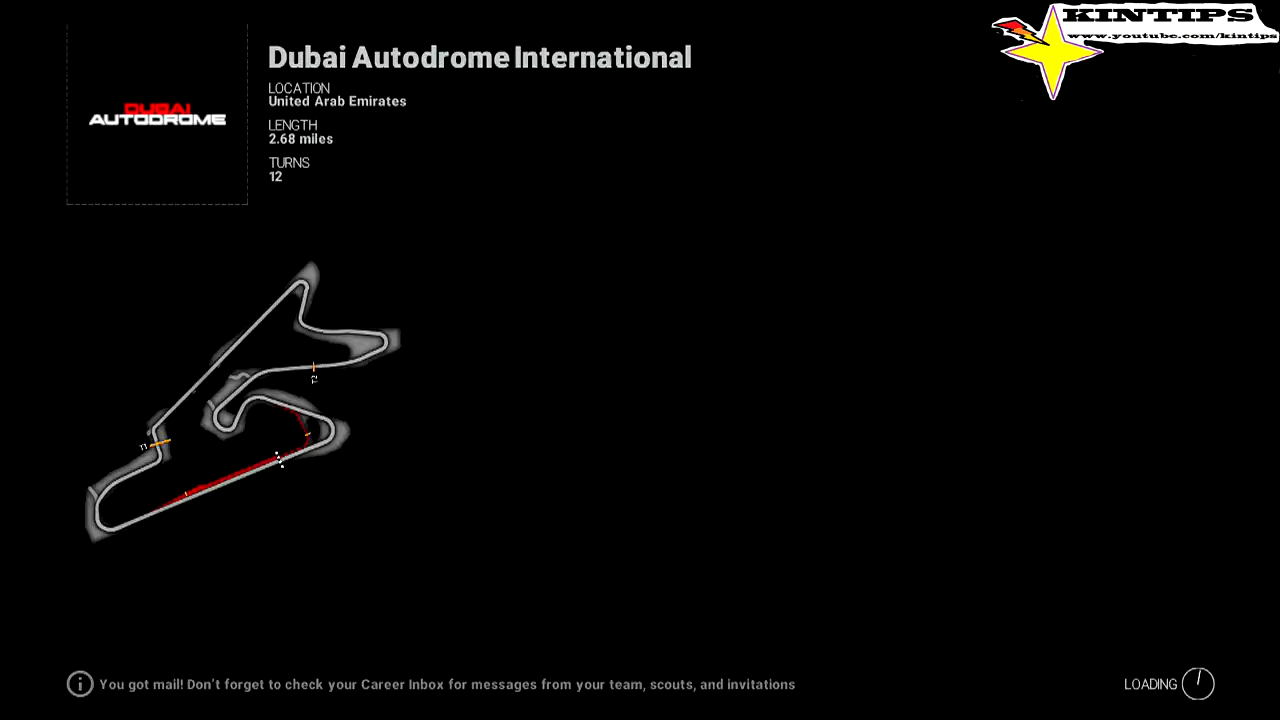 KINTIPS
www.youtube.com/kintips
Dubai Autodrome International
DUBAI
AUTODROME
LOCATION
United Arab Emirates
LENGTH
2.68 miles
TURNS
12
T2
T1
You got mail! Don't forget to check your Career Inbox for messages from your team, scouts, and invitations
LOADING